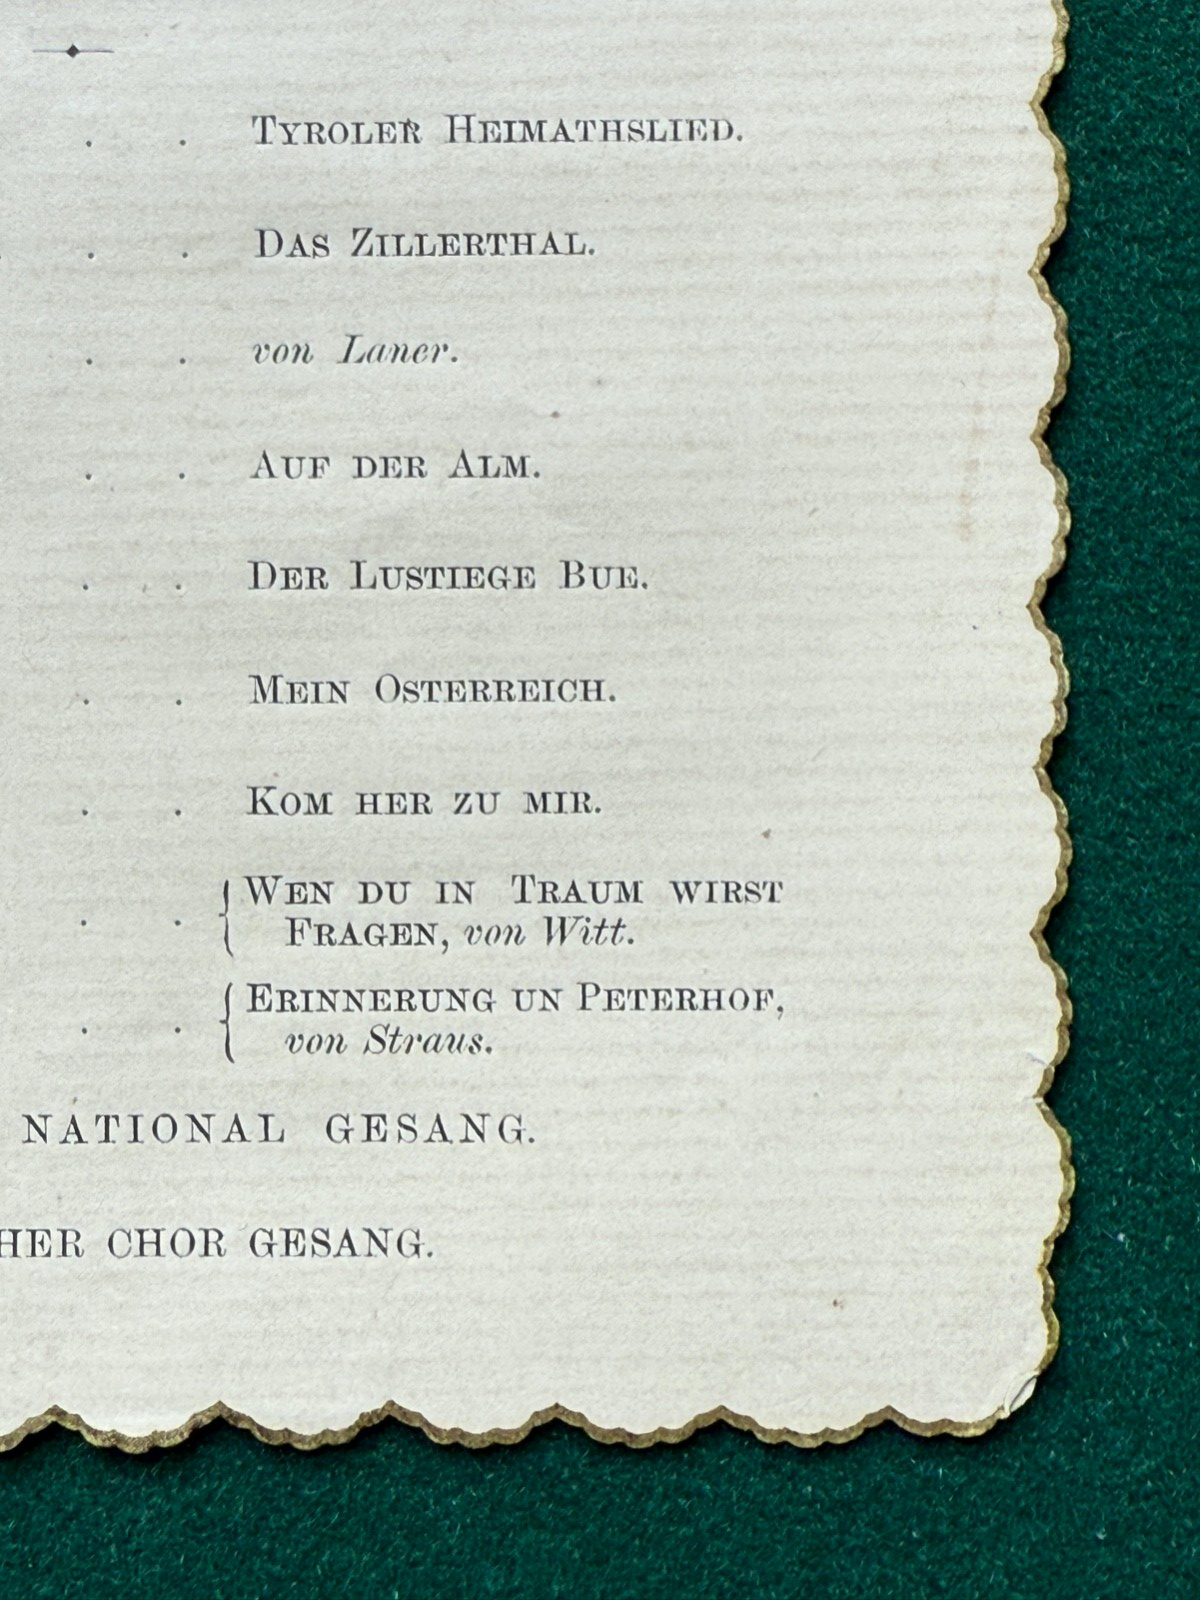 . . Tyroler Heimathslied.
. . Das Zillerthal.
. . von Laner.
. . Auf der Alm.
. . Der Lustiege Bue.
. . Mein Osterreich.
. . Kom her zu mir.
. . { Wen du in Traum wirst
Fragen, von Witt.
. . { Erinnerung un Peterhof,
von Straus.
NATIONAL GESANG.
HER CHOR GESANG.